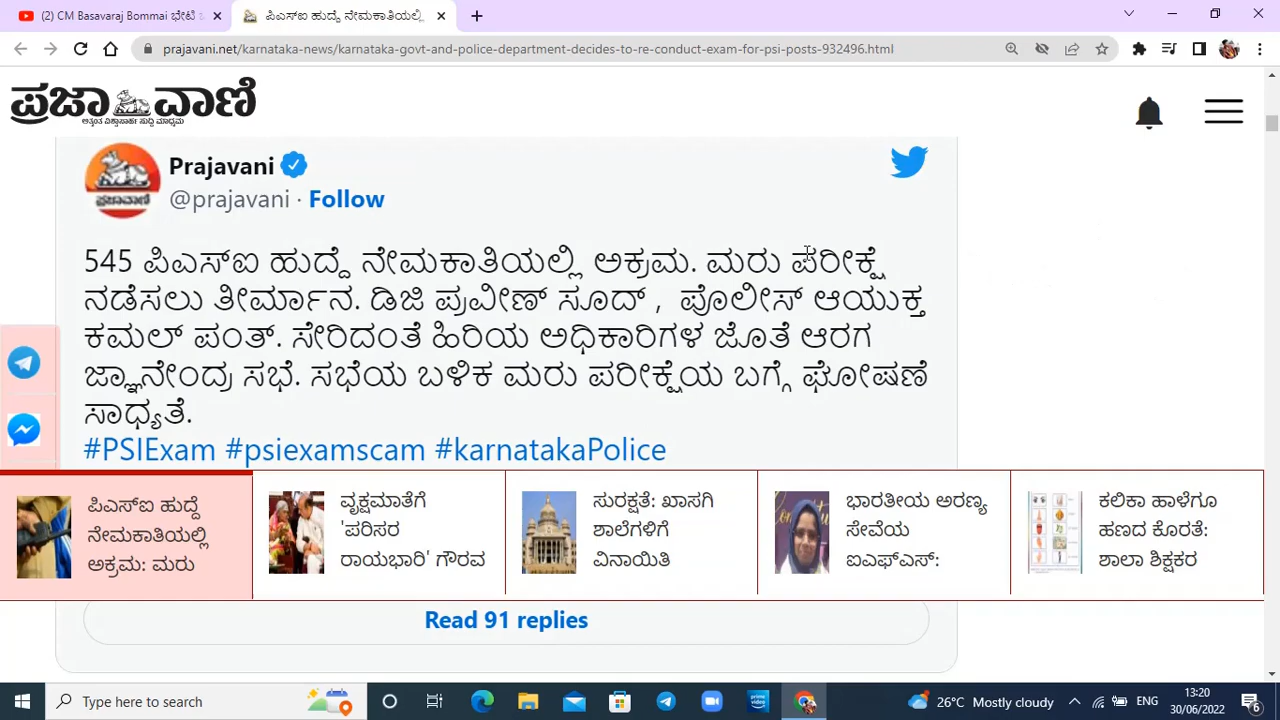 (2) CM Basavaraj Bommai ಭೇಟಿ
ಪಿಎಸ್ಐ ಹುದ್ದೆ ನೇಮಕಾತಿಯಲ್ಲಿ
prajavani.net/karnataka-news/karnataka-govt-and-police-department-decides-to-re-conduct-exam-for-psi-posts-932496.html
ಪ್ರಜಾವಾಣಿ
ಅತ್ಯಂತ ವಿಶ್ವಾಸಾರ್ಹ ಸುದ್ದಿ ಮಾಧ್ಯಮ
Prajavani
@prajavani · Follow
545 ಪಿಎಸ್ಐ ಹುದ್ದೆ ನೇಮಕಾತಿಯಲ್ಲಿ ಅಕ್ರಮ. ಮರು ಪರೀಕ್ಷೆ
ನಡೆಸಲು ತೀರ್ಮಾನ. ಡಿಜಿ ಪ್ರವೀಣ್ ಸೂದ್ , ಪೊಲೀಸ್ ಆಯುಕ್ತ
ಕಮಲ್ ಪಂತ್. ಸೇರಿದಂತೆ ಹಿರಿಯ ಅಧಿಕಾರಿಗಳ ಜೊತೆ ಆರಗ
ಜ್ಞಾನೇಂದ್ರ ಸಭೆ. ಸಭೆಯ ಬಳಿಕ ಮರು ಪರೀಕ್ಷೆಯ ಬಗ್ಗೆ ಘೋಷಣೆ
ಸಾಧ್ಯತೆ.
#PSIExam #psiexamscam #karnatakaPolice
ಪಿಎಸ್ಐ ಹುದ್ದೆ
ನೇಮಕಾತಿಯಲ್ಲಿ
ಅಕ್ರಮ: ಮರು
ವೃಕ್ಷಮಾತೆಗೆ
'ಪರಿಸರ
ರಾಯಭಾರಿ' ಗೌರವ
ಸುರಕ್ಷತೆ: ಖಾಸಗಿ
ಶಾಲೆಗಳಿಗೆ
ವಿನಾಯಿತಿ
ಭಾರತೀಯ ಅರಣ್ಯ
ಸೇವೆಯ
ಐಎಫ್ಎಸ್:
ಕಲಿಕಾ ಹಾಳೆಗೂ
ಹಣದ ಕೊರತೆ:
ಶಾಲಾ ಶಿಕ್ಷಕರ
Read 91 replies
Type here to search
26°C Mostly cloudy
ENG
13:20
30/06/2022
6